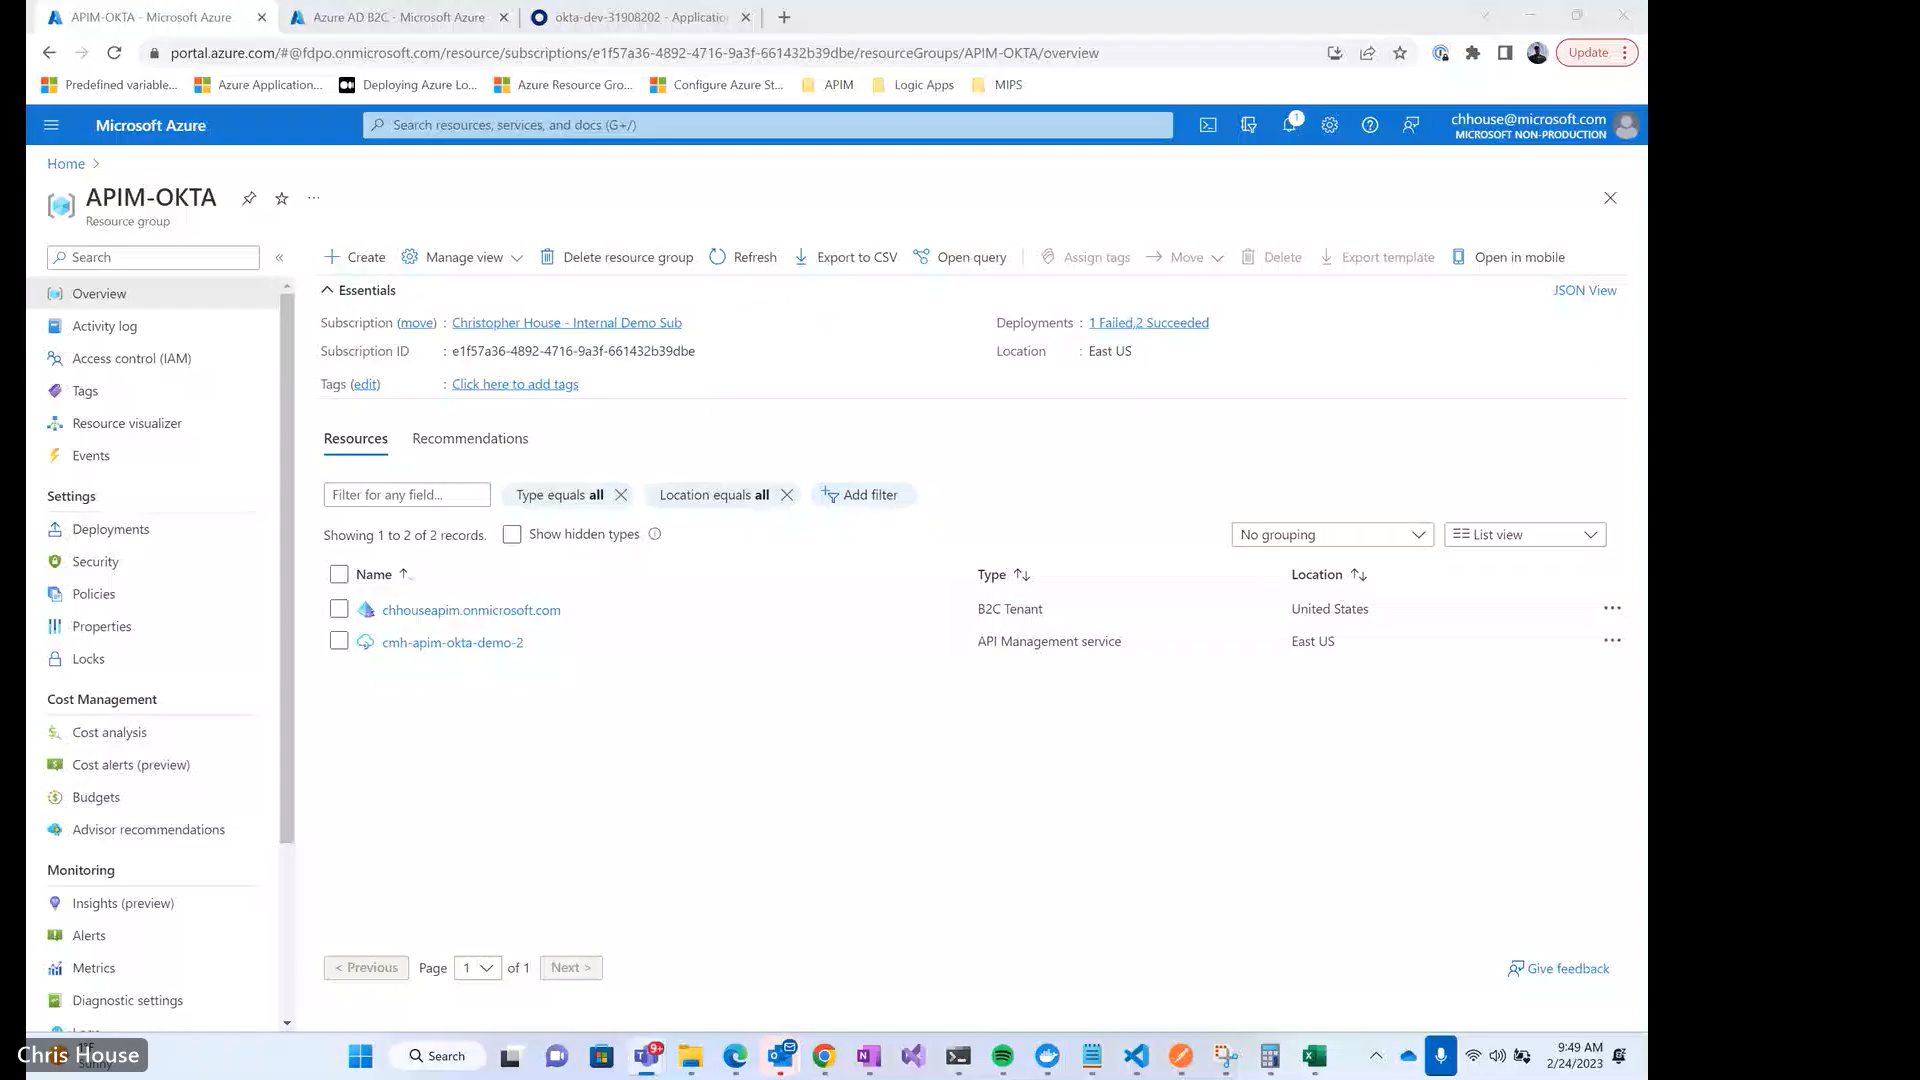 APIM-OKTA - Microsoft Azure
Azure AD B2C - Microsoft Azure
okta-dev-31908202 - Applicatio
portal.azure.com/#@fdpo.onmicrosoft.com/resource/subscriptions/e1f57a36-4892-4716-9a3f-661432b39dbe/resourceGroups/APIM-OKTA/overview
Update
Predefined variable...
Azure Application...
Deploying Azure Lo...
Azure Resource Gro...
Configure Azure St...
APIM
Logic Apps
MIPS
Microsoft Azure
Search resources, services, and docs (G+/)
1
chhouse@microsoft.com
MICROSOFT NON-PRODUCTION
Home
APIM-OKTA
Resource group
Search
Create
Manage view
Delete resource group
Refresh
Export to CSV
Open query
Assign tags
Move
Delete
Export template
Open in mobile
Overview
Activity log
Access control (IAM)
Tags
Resource visualizer
Events
Settings
Deployments
Security
Policies
Properties
Locks
Cost Management
Cost analysis
Cost alerts (preview)
Budgets
Advisor recommendations
Monitoring
Insights (preview)
Alerts
Metrics
Diagnostic settings
Essentials
JSON View
Subscription (move) : Christopher House - Internal Demo Sub
Deployments : 1 Failed,2 Succeeded
Subscription ID : e1f57a36-4892-4716-9a3f-661432b39dbe
Location : East US
Tags (edit) : Click here to add tags
Resources
Recommendations
Filter for any field...
Type equals all
Location equals all
Add filter
Showing 1 to 2 of 2 records.
Show hidden types
No grouping
List view
Name
Type
Location
chhouseapim.onmicrosoft.com
B2C Tenant
United States
cmh-apim-okta-demo-2
API Management service
East US
< Previous
Page
1
of 1
Next >
Give feedback
Chris House
Sunny
Search
9+
9:49 AM
2/24/2023